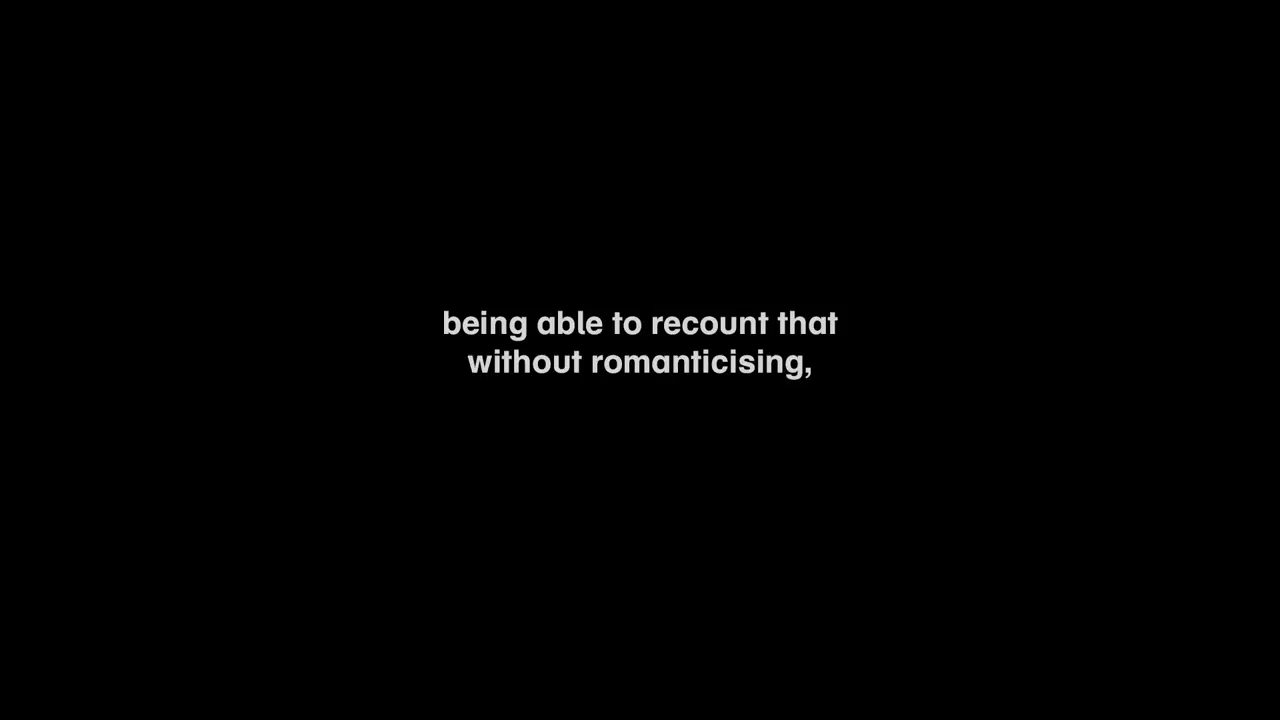 being able to recount that
without romanticising,